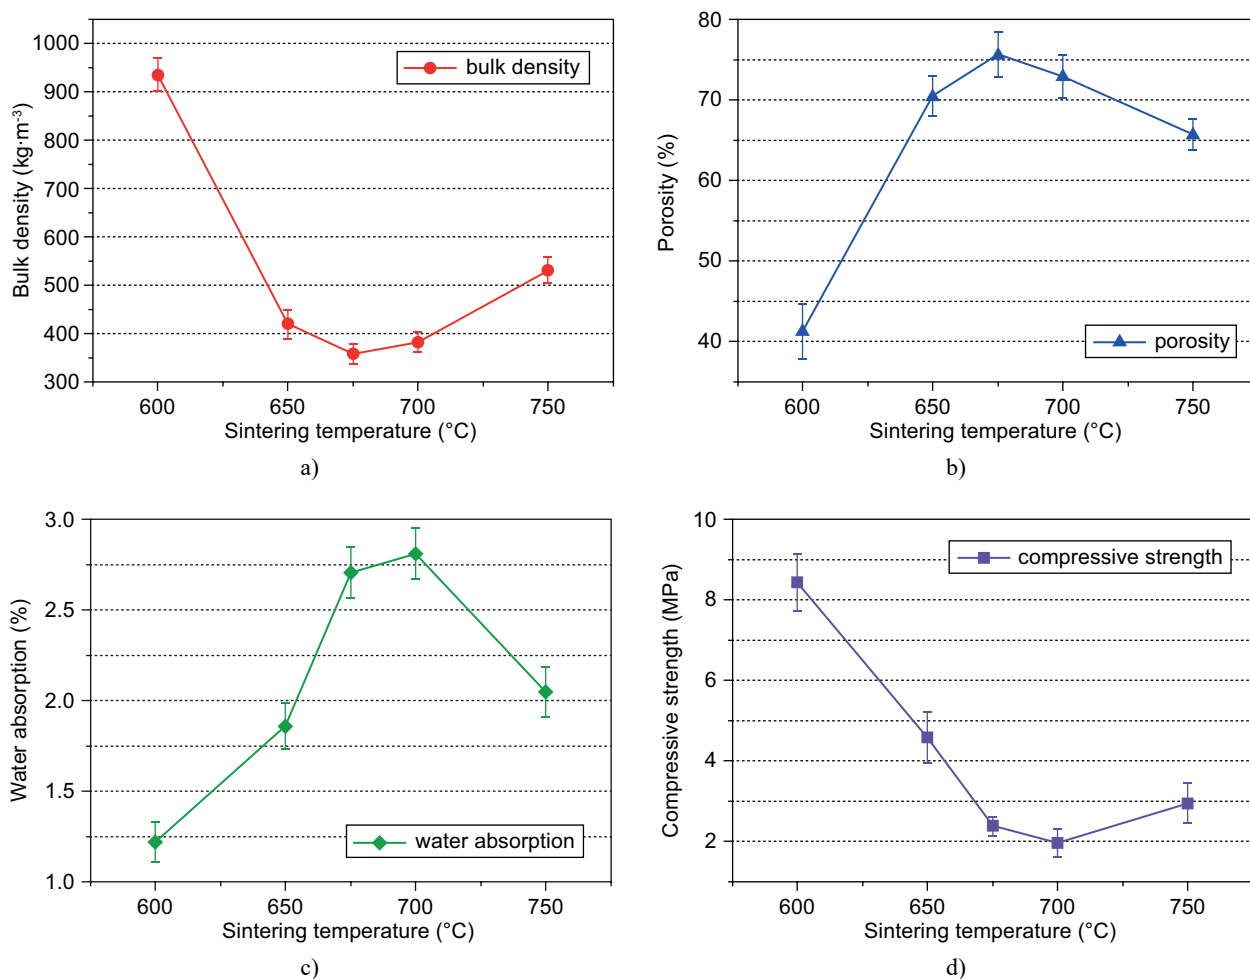 1000
900
800
700
600
500
400
300
Bulk density (kg·m-3)
bulk density
600
650
700
750
Sintering temperature (°C)
a)
80
70
60
50
40
Porosity (%)
porosity
600
650
700
750
Sintering temperature (°C)
b)
3.0
2.5
2.0
1.5
1.0
Water absorption (%)
water absorption
600
650
700
750
Sintering temperature (°C)
c)
10
8
6
4
2
Compressive strength (MPa)
compressive strength
600
650
700
750
Sintering temperature (°C)
d)